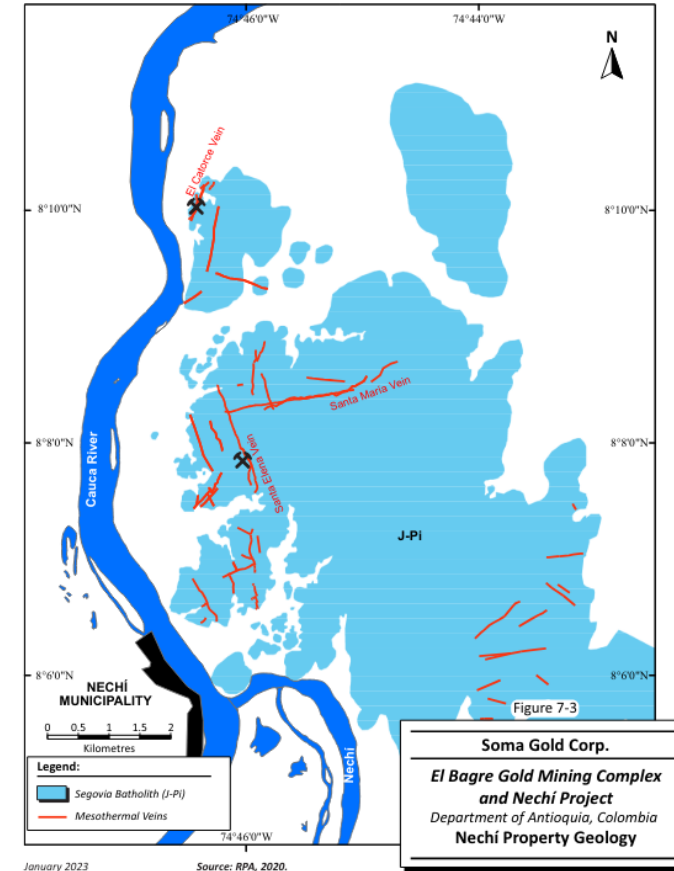 74°46'0"W
74°44'0"W
N
El Catorce Vein
8°10'0"N
8°10'0"N
Santa Maria Vein
8°8'0"N
8°8'0"N
Cauca River
Santa Elena Vein
J-Pi
8°6'0"N
8°6'0"N
NECHÍ
MUNICIPALITY
0 0.5 1 1.5 2
Kilometres
Nechí
Figure 7-3
Legend:
Segovia Batholith (J-Pi)
Mesothermal Veins
74°46'0"W
Soma Gold Corp.
El Bagre Gold Mining Complex
and Nechí Project
Department of Antioquia, Colombia
Nechí Property Geology
January 2023
Source: RPA, 2020.